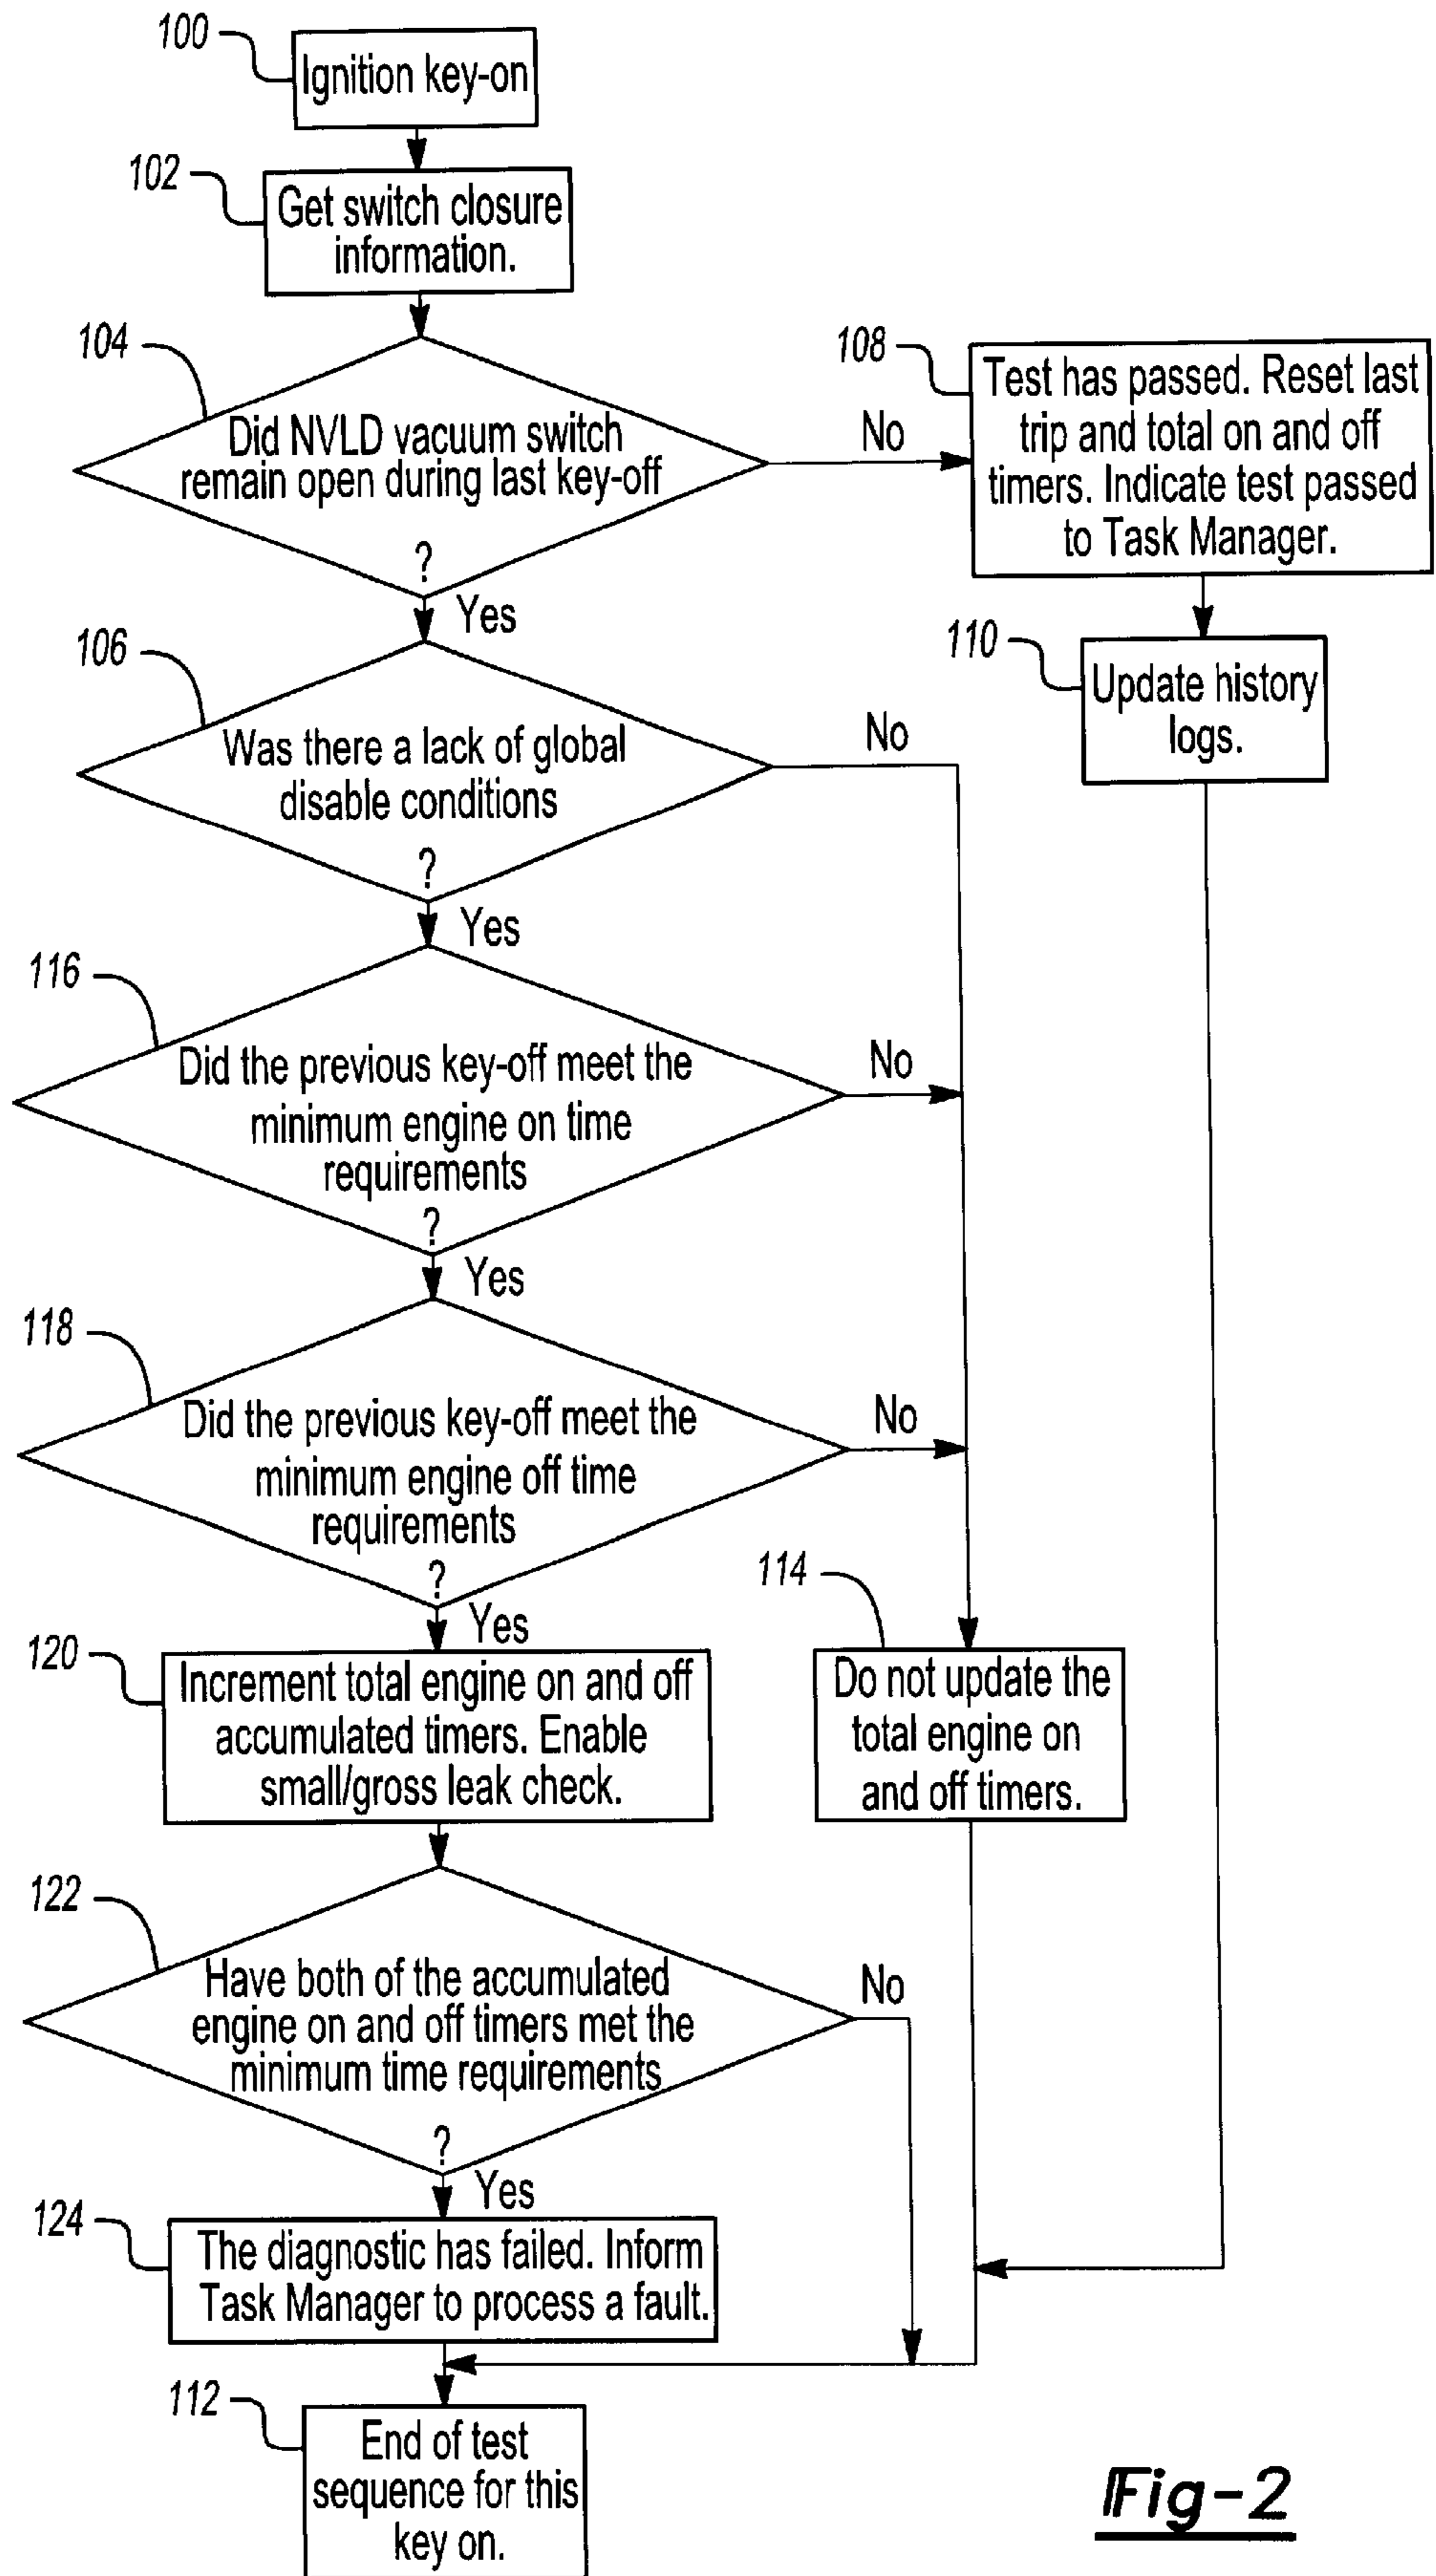 100
Ignition key-on
102
Get switch closure
information.
104
Did NVLD vacuum switch
remain open during last key-off
?
No
Yes
108
Test has passed. Reset last
trip and total on and off
timers. Indicate test passed
to Task Manager.
110
Update history
logs.
106
Was there a lack of global
disable conditions
?
No
Yes
116
Did the previous key-off meet the
minimum engine on time
requirements
?
No
Yes
118
Did the previous key-off meet the
minimum engine off time
requirements
?
No
Yes
114
Do not update the
total engine on
and off timers.
120
Increment total engine on and off
accumulated timers. Enable
small/gross leak check.
122
Have both of the accumulated
engine on and off timers met the
minimum time requirements
?
No
Yes
124
The diagnostic has failed. Inform
Task Manager to process a fault.
112
End of test
sequence for this
key on.
Fig-2